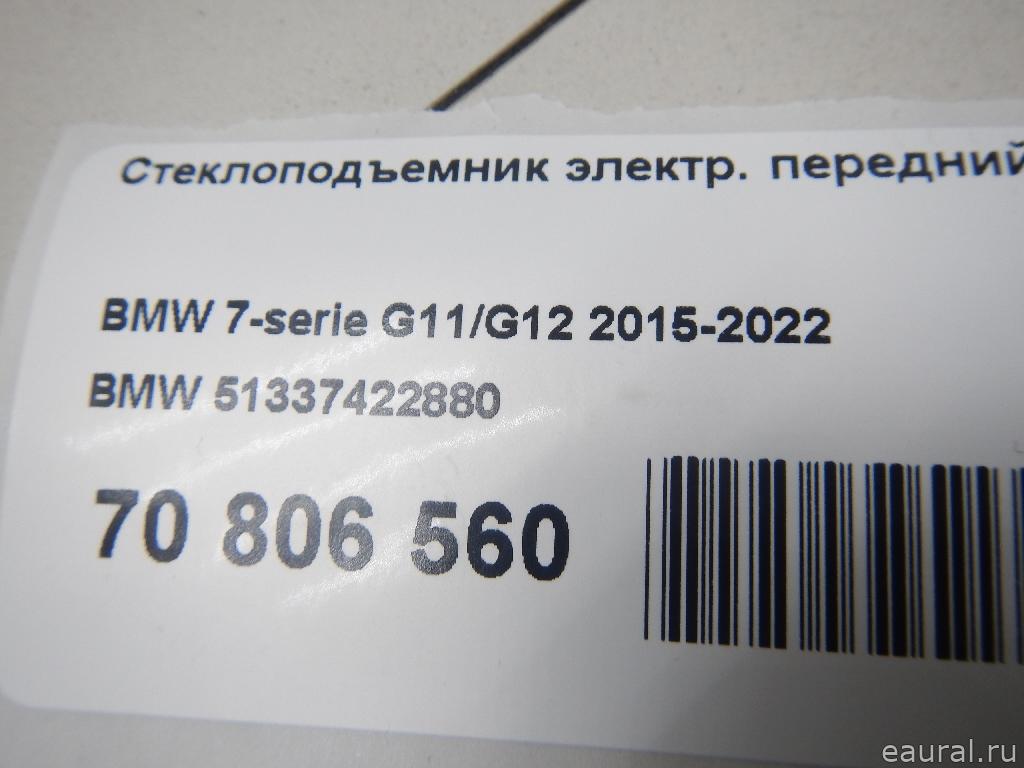 Стеклоподъемник электр. передний
BMW 7-serie G11/G12 2015-2022
BMW 51337422880
70 806 560
eaural.ru